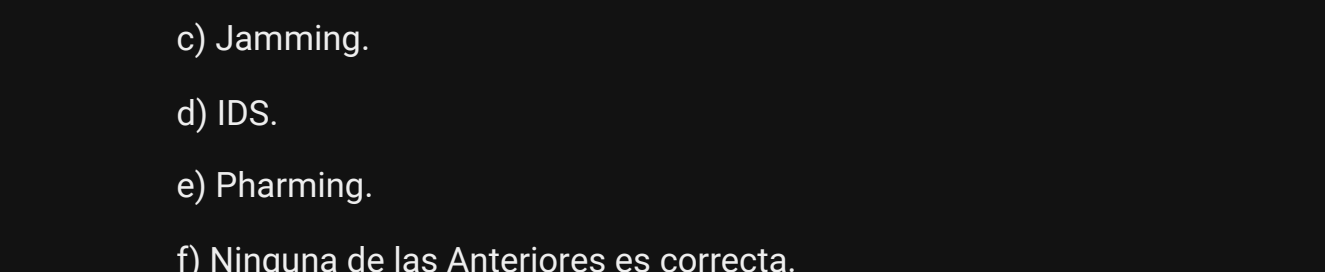 c) Jamming.
d) IDS.
e) Pharming.
f) Ninguna de las Anteriores es correcta.